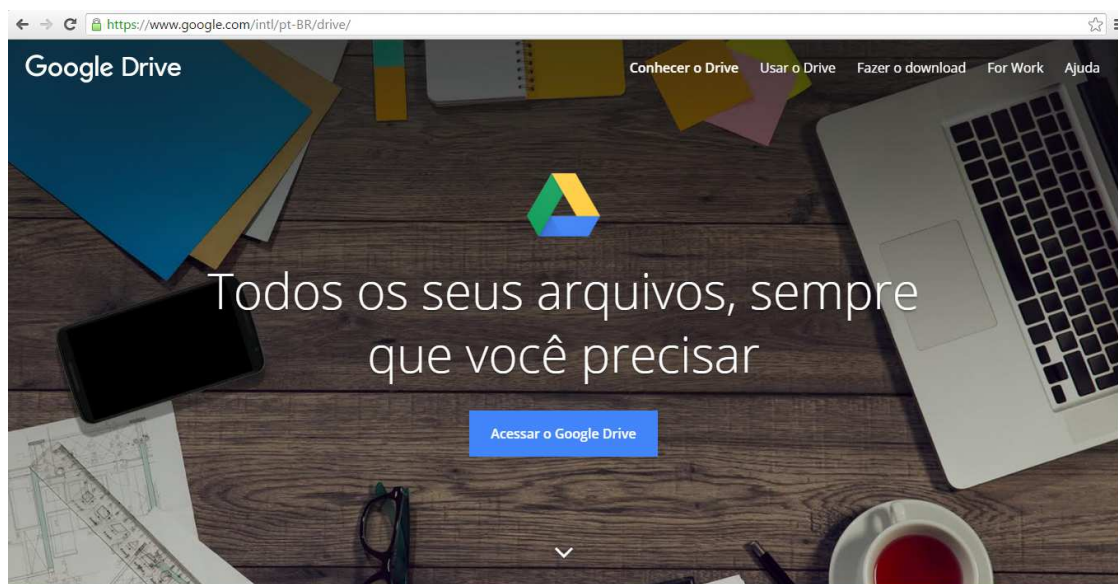 https://www.google.com/intl/pt-BR/drive/
Google Drive
Conhecer o Drive Usar o Drive Fazer o download For Work Ajuda
Todos os seus arquivos, sempre
que você precisar
Acessar o Google Drive